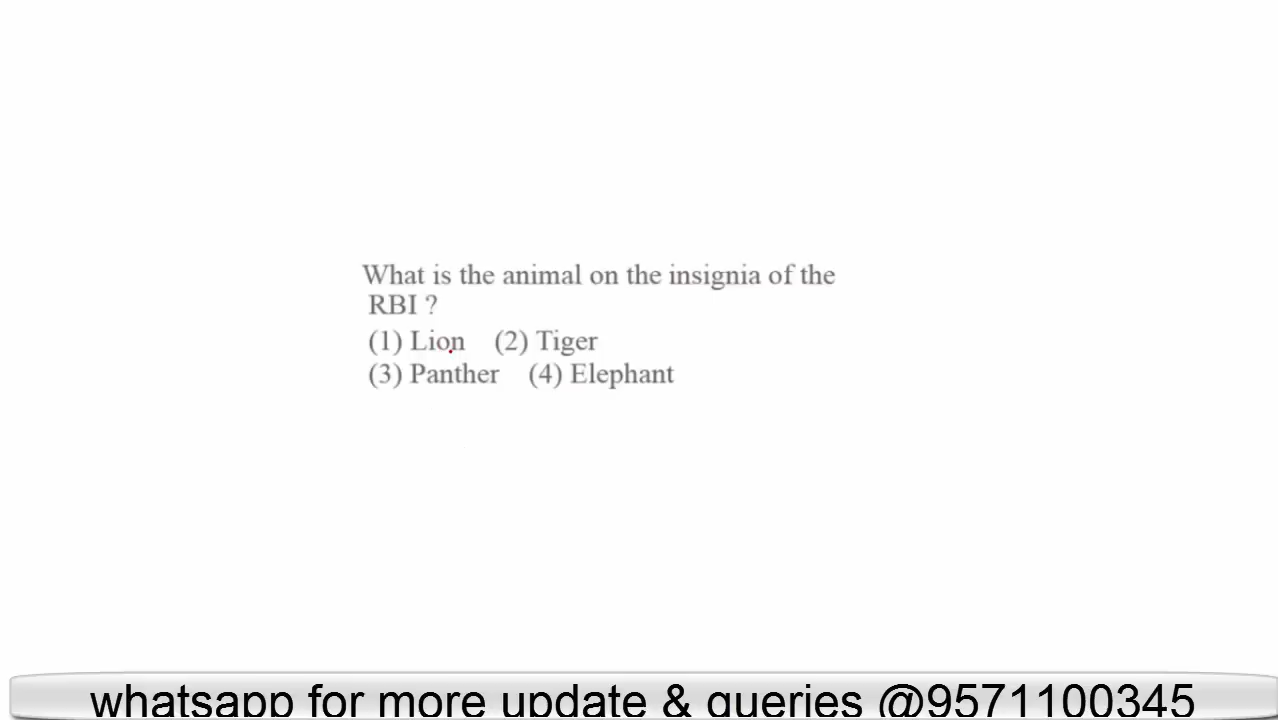 What is the animal on the insignia of the
RBI ?
(1) Lion (2) Tiger
(3) Panther (4) Elephant
whatsapp for more update & queries @9571100345